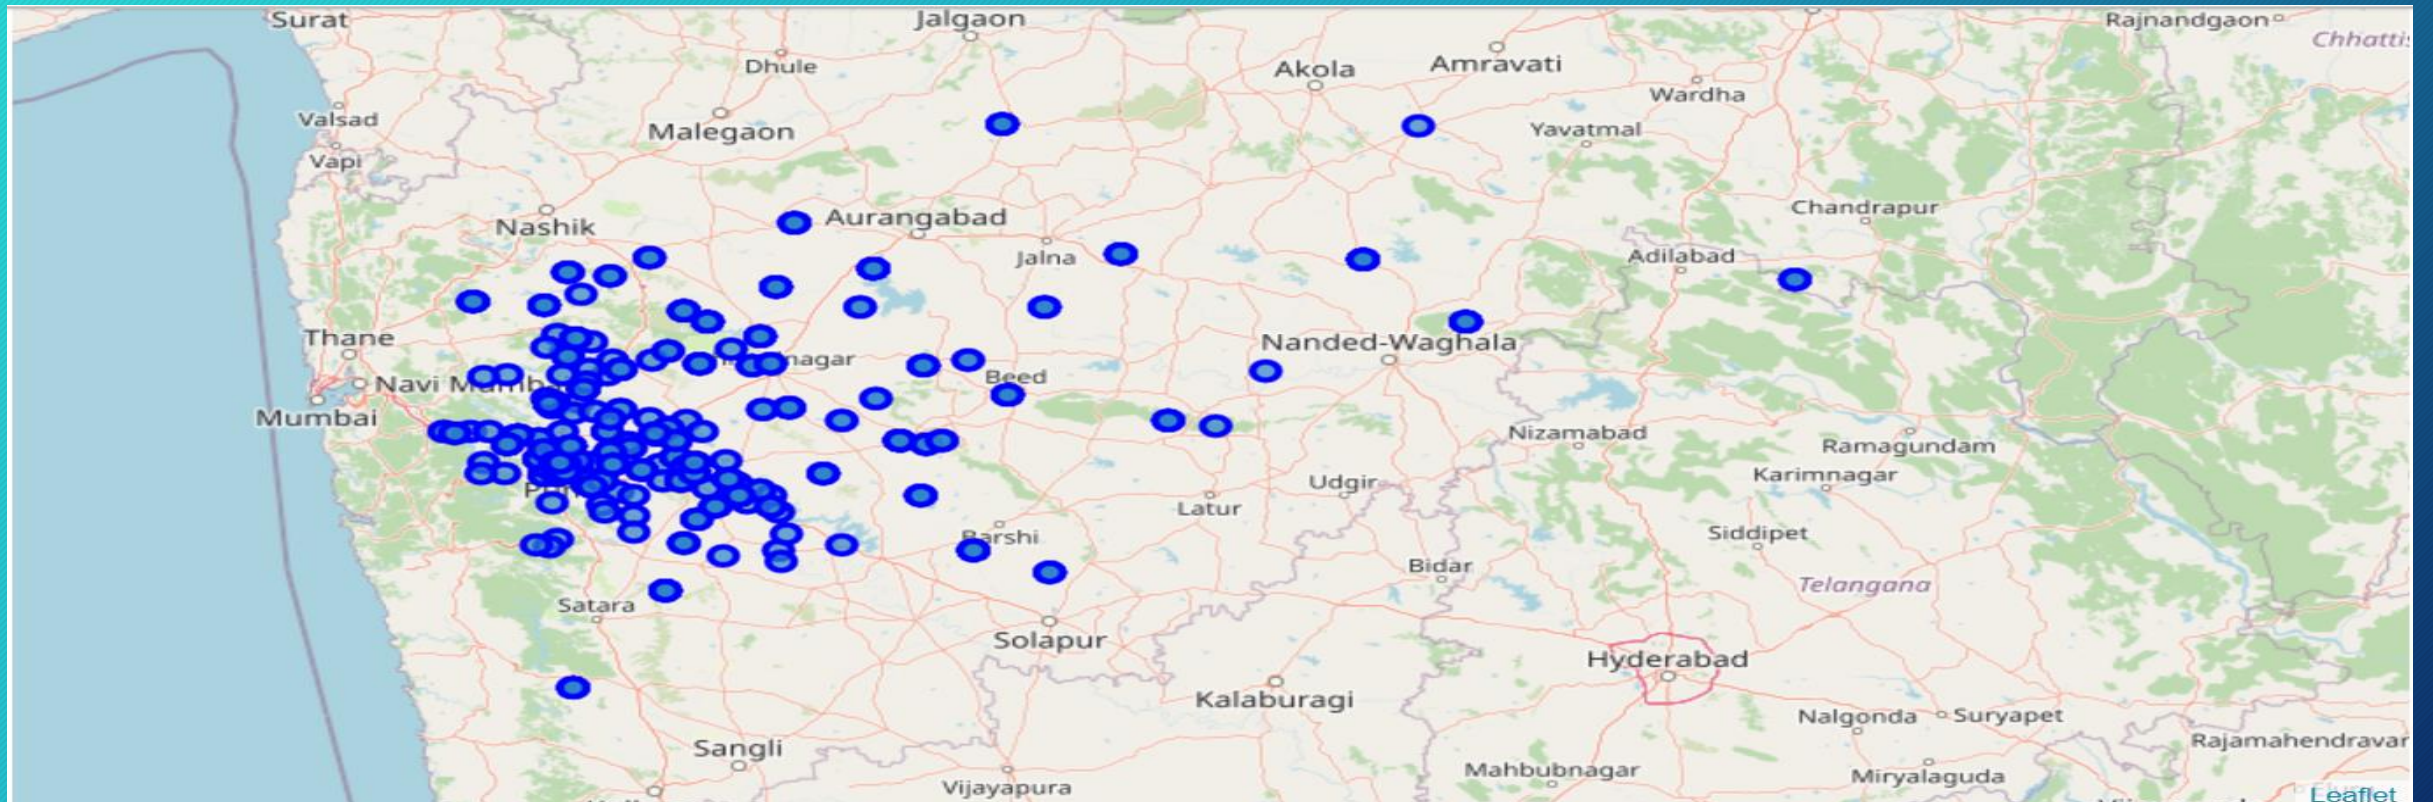 Surat
Jalgaon
Rajnandgaon
Dhule
Akola
Amravati
Wardha
Valsad
Malegaon
Yavatmal
Vapi
Nashik
Aurangabad
Chandrapur
Jalna
Adilabad
Thane
Nanded-Waghala
Beed
Mumbai
Nizamabad
Ramagundam
Karimnagar
Udgir
Latur
Siddipet
Barshi
Bidar
Telangana
Satara
Solapur
Hyderabad
Kalaburagi
Nalgonda
Suryapet
Sangli
Rajamahendravar
Mahbubnagar
Miryalaguda
Vijayapura
Leaflet